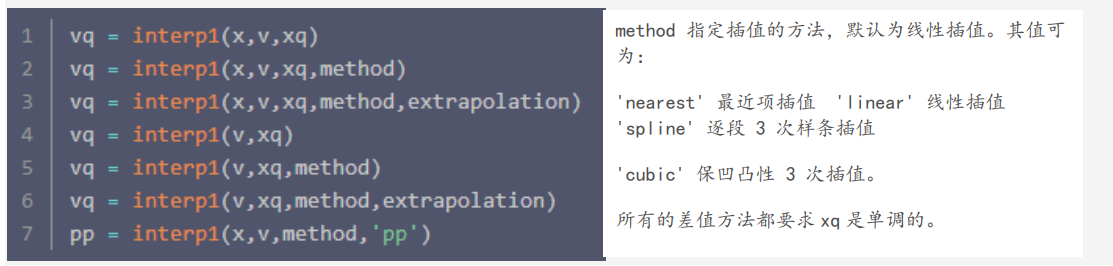 1 vq = interp1(x,v,xq)
2 vq = interp1(x,v,xq,method)
3 vq = interp1(x,v,xq,method,extrapolation)
4 vq = interp1(v,xq)
5 vq = interp1(v,xq,method)
6 vq = interp1(v,xq,method,extrapolation)
7 pp = interp1(x,v,method,'pp')
method 指定插值的方法，默认为线性插值。其值可
为：
'nearest' 最近项插值 'linear' 线性插值
'spline' 逐段 3 次样条插值
'cubic' 保凹凸性 3 次插值。
所有的差值方法都要求 xq 是单调的。